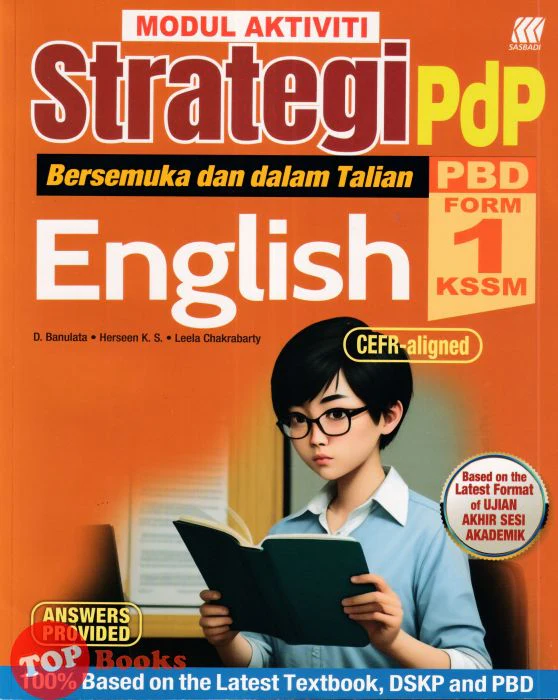 MODUL AKTIVITI
SASBADI
Strategi PdP
Bersemuka dan dalam Talian
PBD
FORM
1
KSSM
English
D. Banulata • Herseen K. S. • Leela Chakrabarty
CEFR-aligned
Based on the
Latest Format
of UJIAN
AKHIR SESI
AKADEMIK
ANSWERS
PROVIDED
TOP Books
100% Based on the Latest Textbook, DSKP and PBD